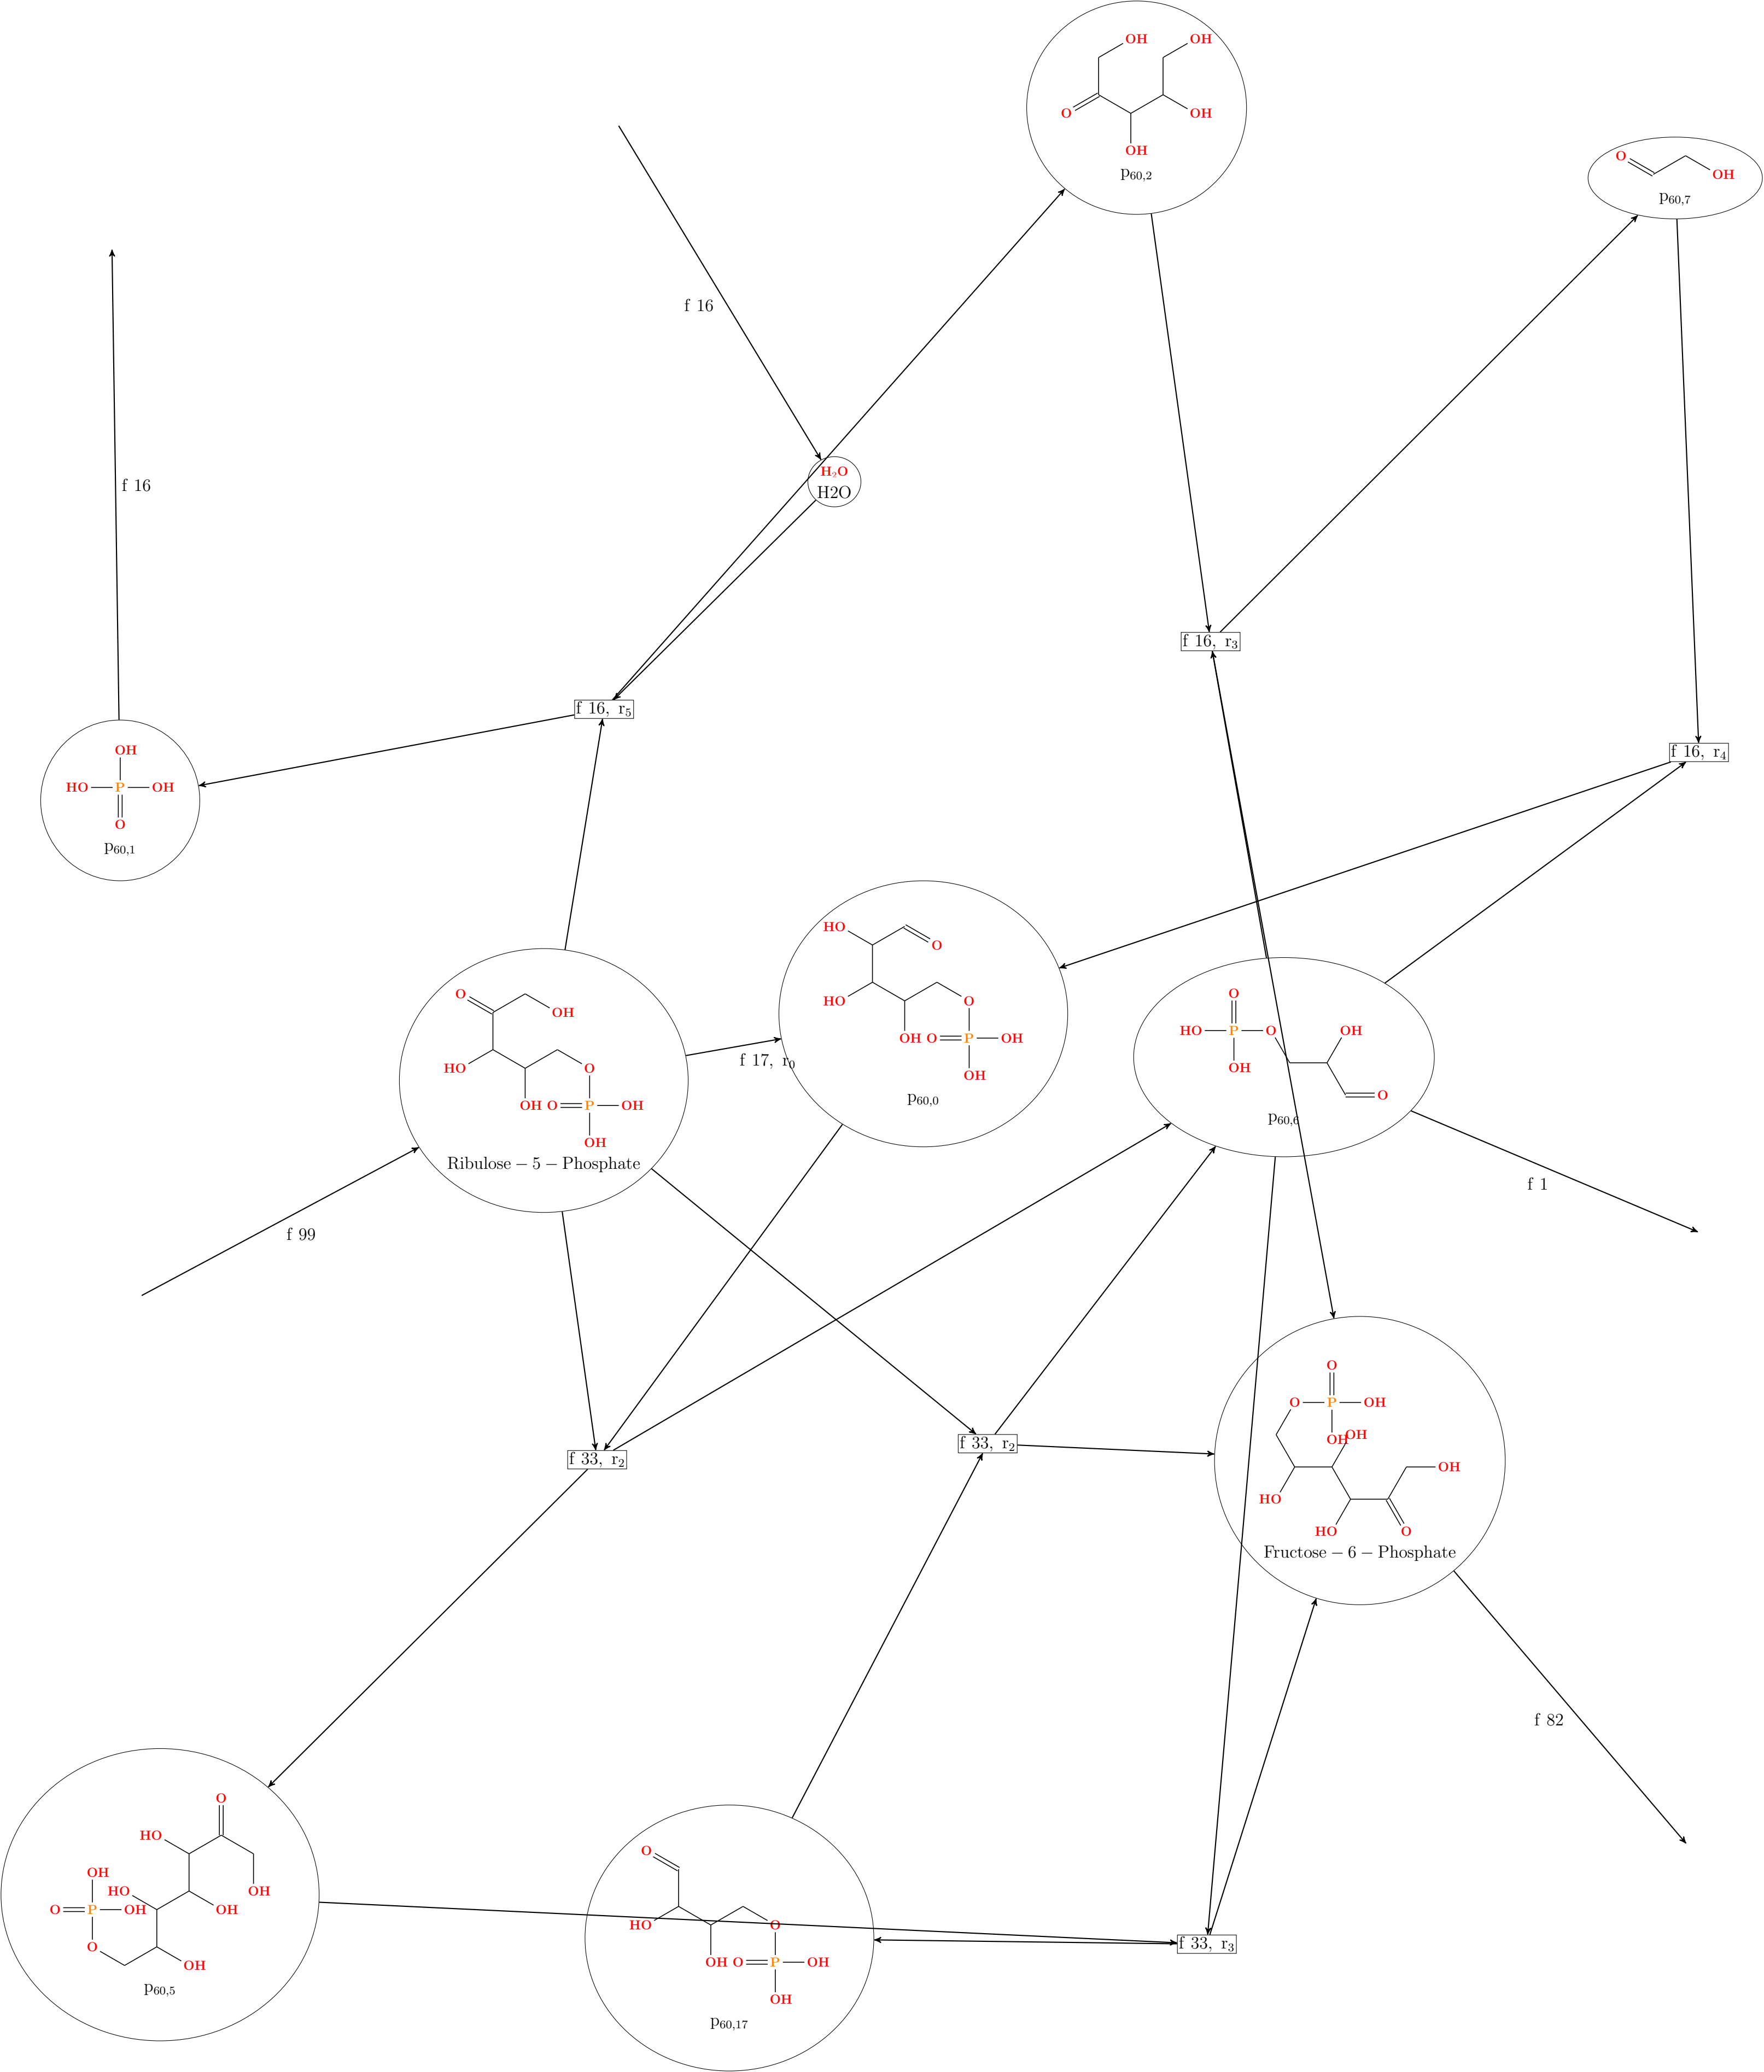 OH OH
O OH
OH
p60,2
O OH
p60,7
f 16
f 16
H2O
H2O
f 16, r3
f 16, r5
f 16, r4
OH
HO P OH
O
p60,1
HO O
HO O
OH O P OH
OH
p60,0
O OH
HO O
OH O P OH
OH
Ribulose – 5 – Phosphate
f 17, r0
O
HO P O OH
OH
O
p60,6
f 1
f 99
f 33, r2
f 33, r2
O
O P OH
OH OH
OH
HO
HO O
Fructose – 6 – Phosphate
f 82
O
HO
OH
HO OH
O P OH OH
O
OH
p60,5
O
HO O
OH O P OH
OH
p60,17
f 33, r3